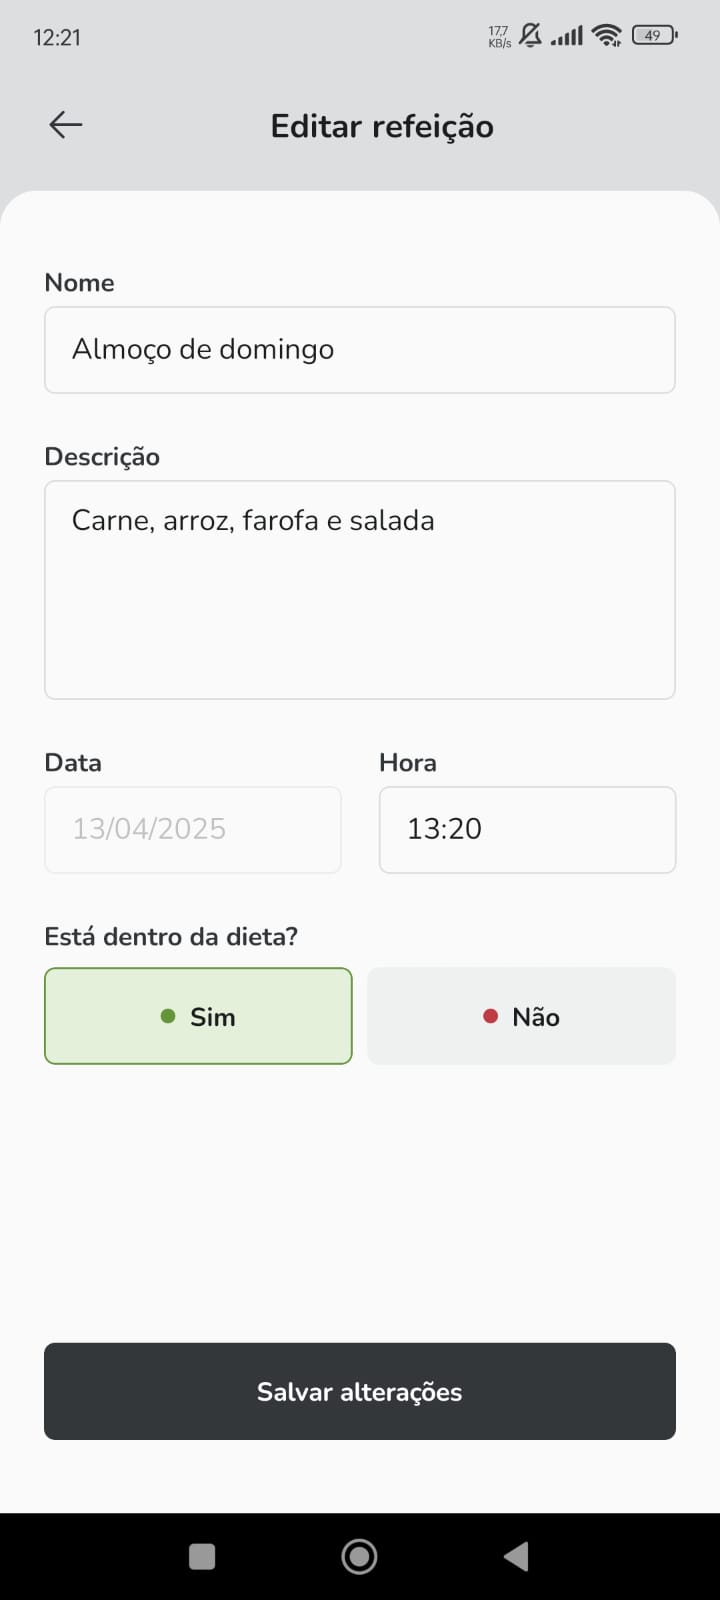 12:21
17,7
KB/s
49
Editar refeição
Nome
Almoço de domingo
Descrição
Carne, arroz, farofa e salada
Data
Hora
13/04/2025
13:20
Está dentro da dieta?
Sim
Não
Salvar alterações